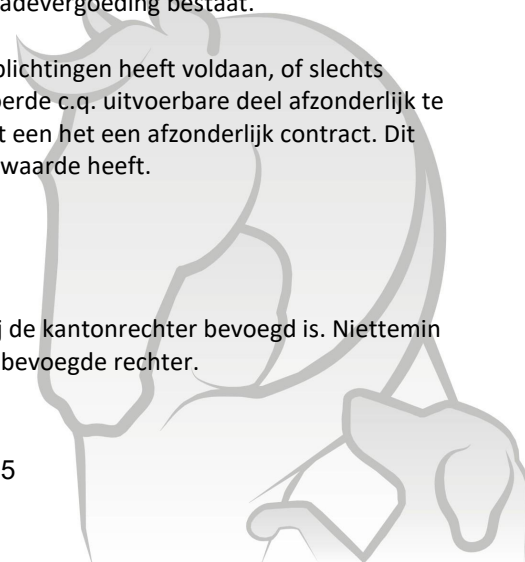 adevergoeding bestaat.
plichtingen heeft voldaan, of slechts
oerde c.q. uitvoerbare deel afzonderlijk te
t een het een afzonderlijk contract. Dit
waarde heeft.
j de kantonrechter bevoegd is. Niettemin
bevoegde rechter.
5